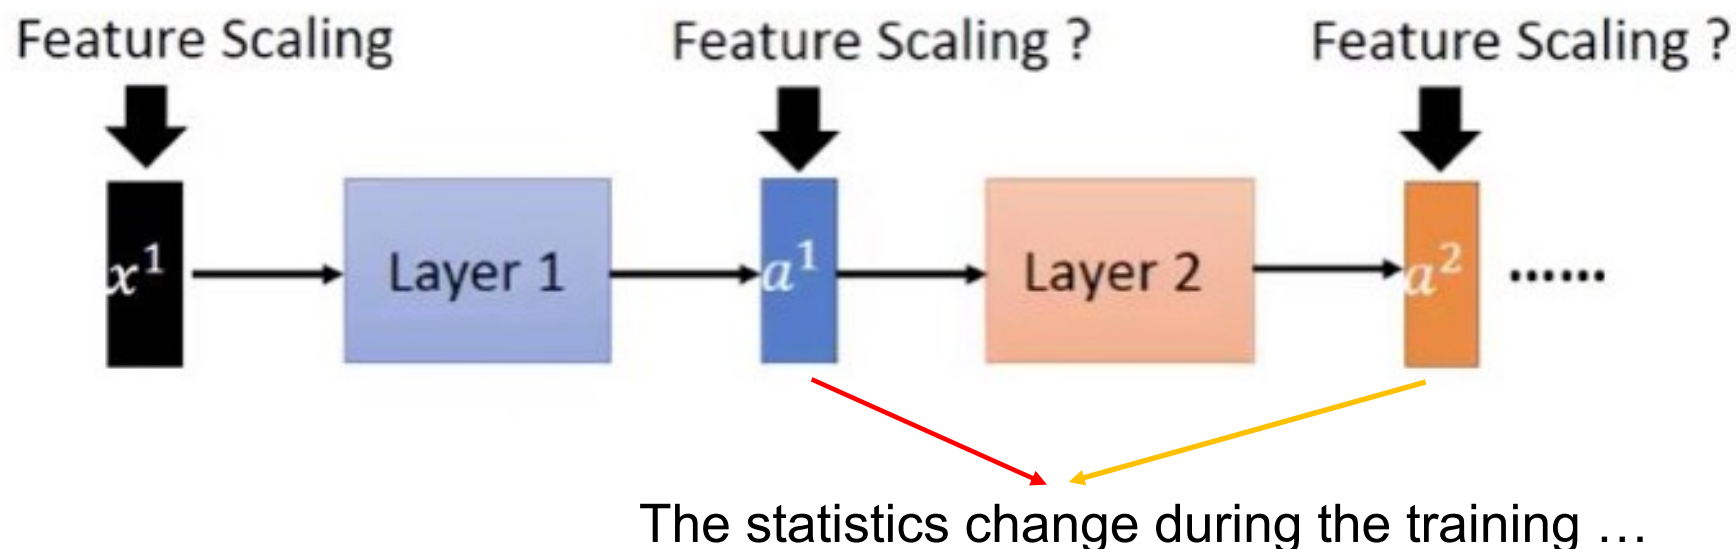 Feature Scaling
Feature Scaling ?
Feature Scaling ?
x¹
Layer 1
a¹
Layer 2
a²
......
The statistics change during the training …